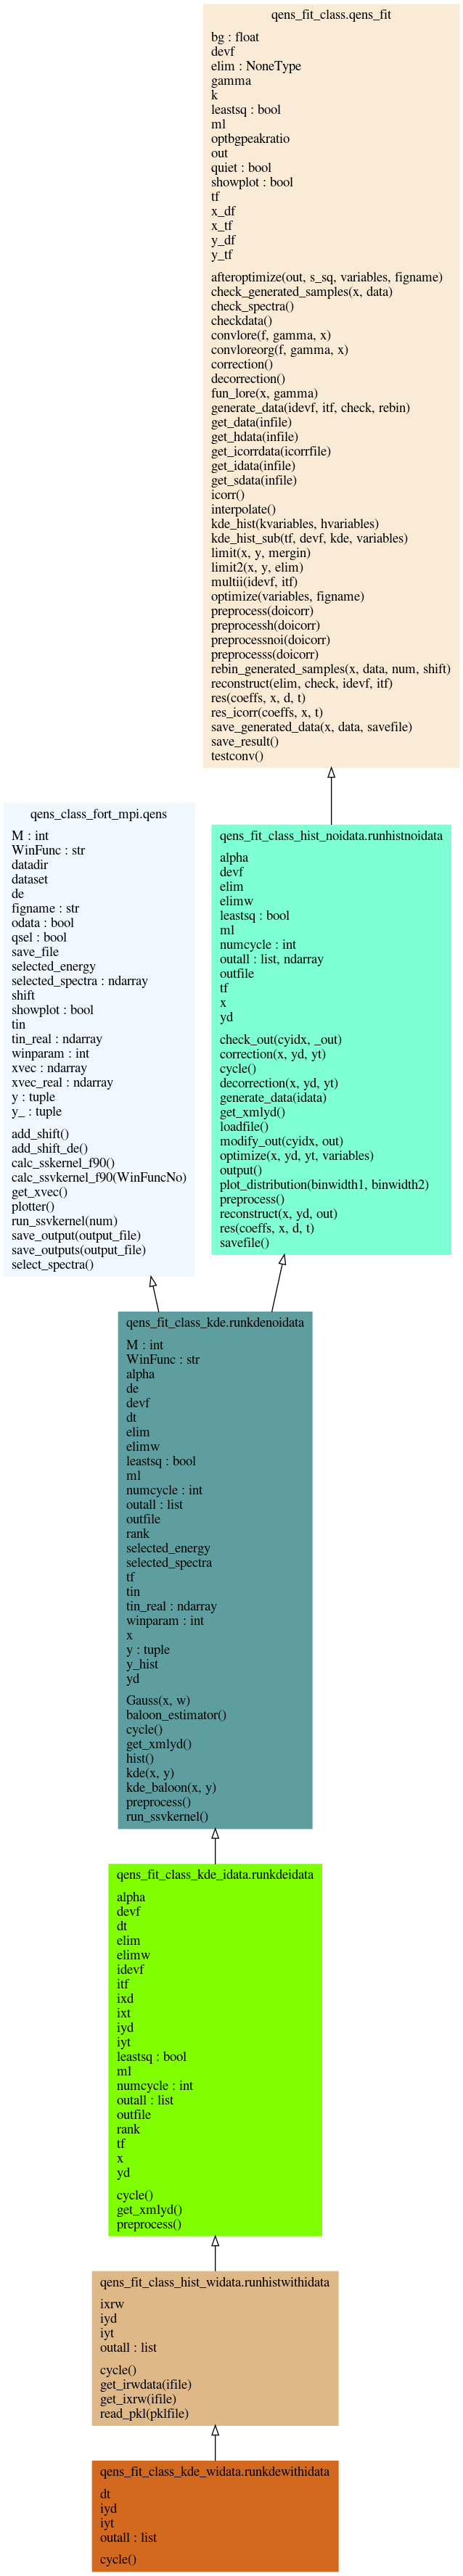 qens_fit_class.qens_fit
bg : float
devf
elim : NoneType
gamma
k
leastsq : bool
ml
optbgpeakratio
out
quiet : bool
showplot : bool
tf
x_df
x_tf
y_df
y_tf
afteroptimize(out, s_sq, variables, figname)
check_generated_samples(x, data)
check_spectra()
checkdata()
convlore(f, gamma, x)
convloreorg(f, gamma, x)
correction()
decorrection()
fun_lore(x, gamma)
generate_data(idevf, itf, check, rebin)
get_data(infile)
get_hdata(infile)
get_icorrdata(icorrfile)
get_idata(infile)
get_sdata(infile)
icorr()
interpolate()
kde_hist(kvariables, hvariables)
kde_hist_sub(tf, devf, kde, variables)
limit(x, y, mergin)
limit2(x, y, elim)
multii(idevf, itf)
optimize(variables, figname)
preprocess(doicorr)
preprocessh(doicorr)
preprocessnoi(doicorr)
preprocesss(doicorr)
rebin_generated_samples(x, data, num, shift)
reconstruct(elim, check, idevf, itf)
res(coeffs, x, d, t)
res_icorr(coeffs, x, t)
save_generated_data(x, data, savefile)
save_result()
testconv()
qens_class_fort_mpi.qens
M : int
WinFunc : str
datadir
dataset
de
figname : str
odata : bool
qsel : bool
save_file
selected_energy
selected_spectra : ndarray
shift
showplot : bool
tin
tin_real : ndarray
winparam : int
xvec : ndarray
xvec_real : ndarray
y : tuple
y_ : tuple
add_shift()
add_shift_de()
calc_sskernel_f90()
calc_ssvkernel_f90(WinFuncNo)
get_xvec()
plotter()
run_ssvkernel(num)
save_output(output_file)
save_outputs(output_file)
select_spectra()
qens_fit_class_hist_noidata.runhistnoidata
alpha
devf
elim
elimw
leastsq : bool
ml
numcycle : int
outall : list, ndarray
outfile
tf
x
yd
check_out(cyidx, _out)
correction(x, yd, yt)
cycle()
decorrection(x, yd, yt)
generate_data(idata)
get_xmlyd()
loadfile()
modify_out(cyidx, out)
optimize(x, yd, yt, variables)
output()
plot_distribution(binwidth1, binwidth2)
preprocess()
reconstruct(x, yd, out)
res(coeffs, x, d, t)
savefile()
qens_fit_class_kde.runkdenoidata
M : int
WinFunc : str
alpha
de
devf
dt
elim
elimw
leastsq : bool
ml
numcycle : int
outall : list
outfile
rank
selected_energy
selected_spectra
tf
tin
tin_real : ndarray
winparam : int
x
y : tuple
y_hist
yd
Gauss(x, w)
baloon_estimator()
cycle()
get_xmlyd()
hist()
kde(x, y)
kde_baloon(x, y)
preprocess()
run_ssvkernel()
qens_fit_class_kde_idata.runkdeidata
alpha
devf
dt
elim
elimw
idevf
itf
ixd
ixt
iyd
iyt
leastsq : bool
ml
numcycle : int
outall : list
outfile
rank
tf
x
yd
cycle()
get_xmlyd()
preprocess()
qens_fit_class_hist_widata.runhistwithidata
ixrw
iyd
iyt
outall : list
cycle()
get_irwdata(ifile)
get_ixrw(ifile)
read_pkl(pklfile)
qens_fit_class_kde_widata.runkdewithidata
dt
iyd
iyt
outall : list
cycle()